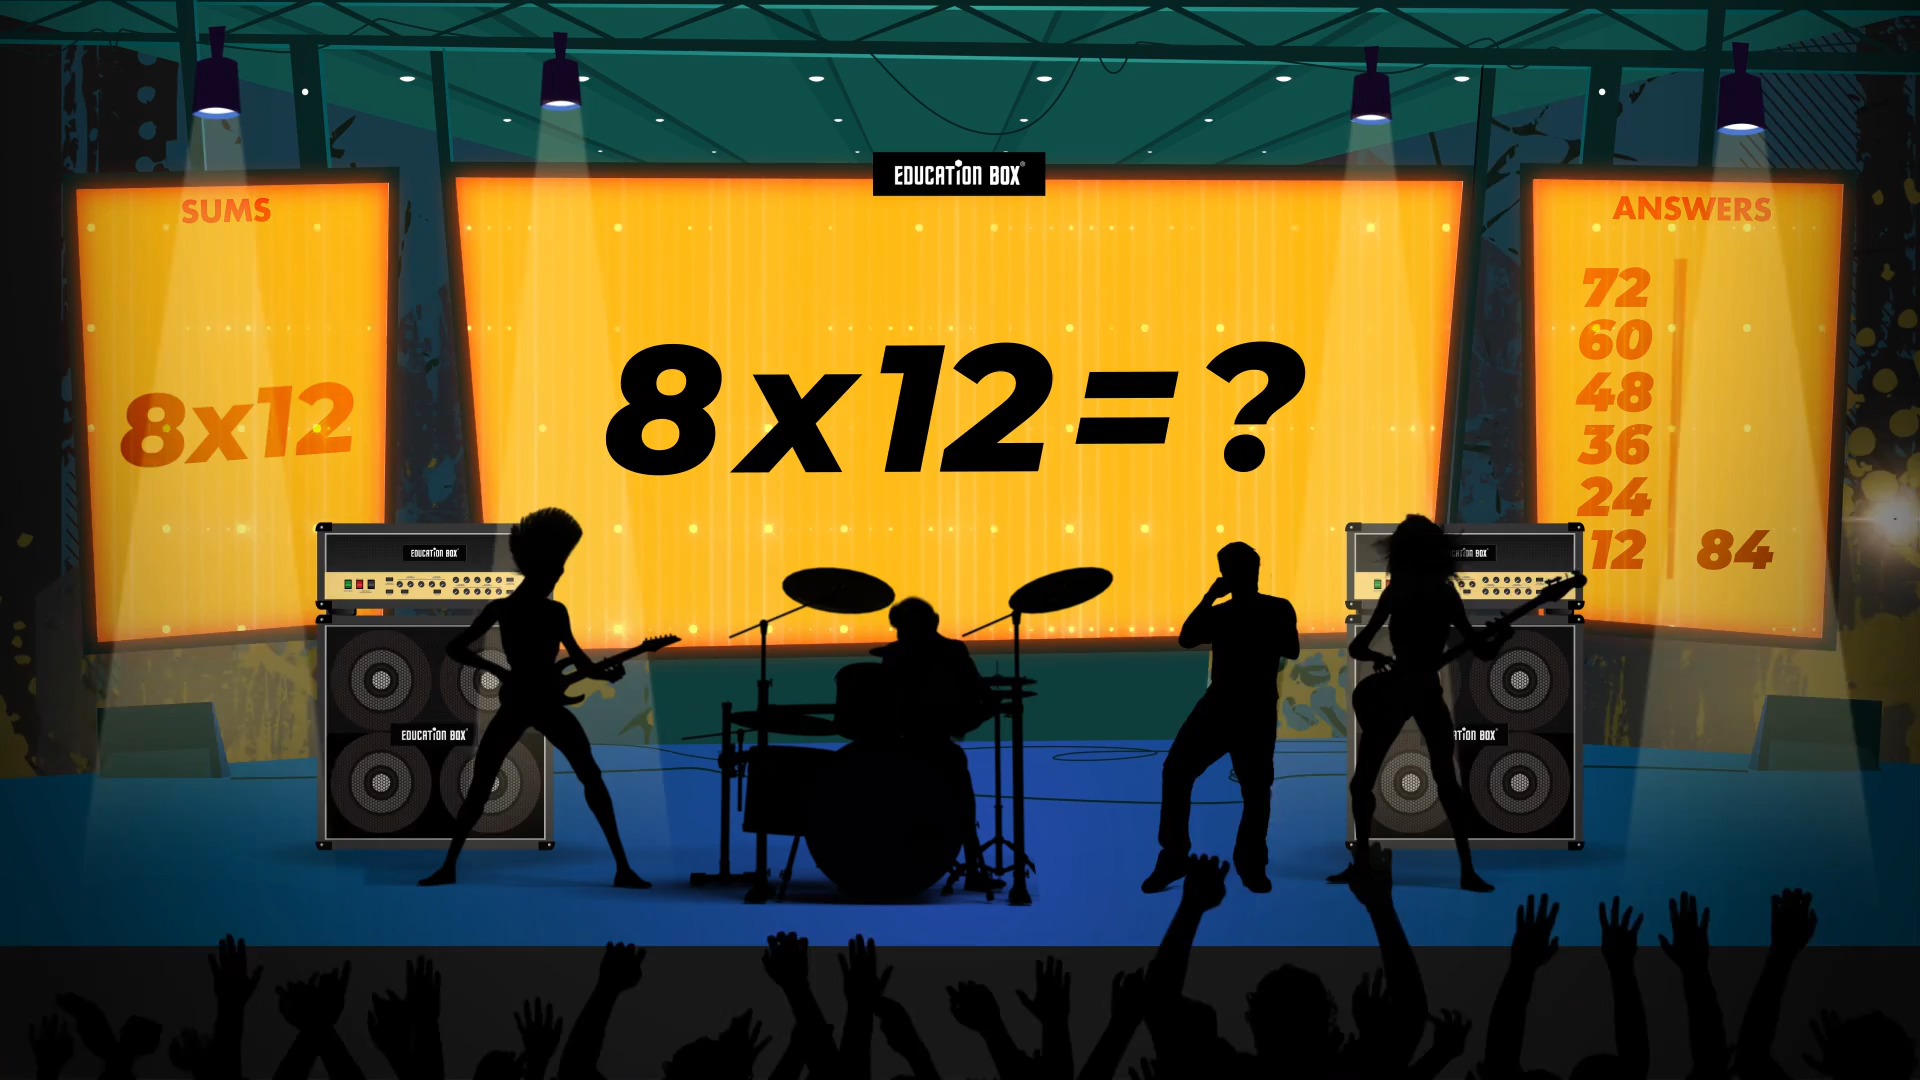 EDUCATION BOX
SUMS
8x12
8x12=?
ANSWERS
72
60
48
36
24
12 84
EDUCATION BOX
EDUCATION BOX